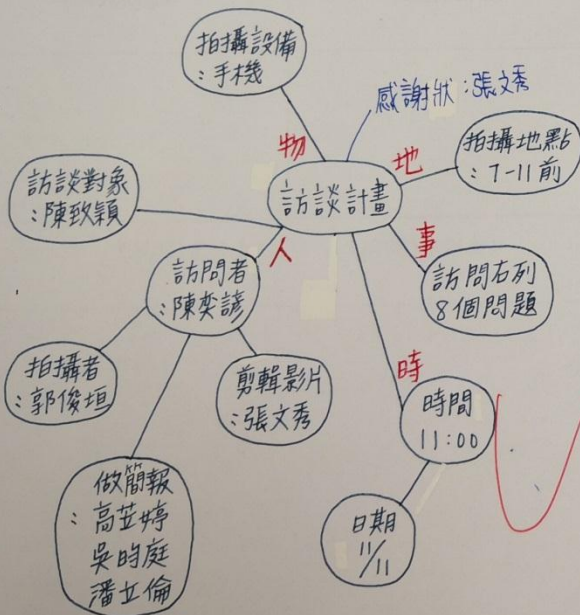 拍攝設備
：手機
感謝狀：張文秀
物
地
拍攝地點
：7-11前
訪談計畫
訪談對象
：陳致穎
人
事
訪問者
：陳奕諺
訪問右列
8個問題
拍攝者
：郭俊垣
剪輯影片
：張文秀
時
時間
11:00
做簡報
：高苙婷
吳昀庭
潘立倫
日期
11/11